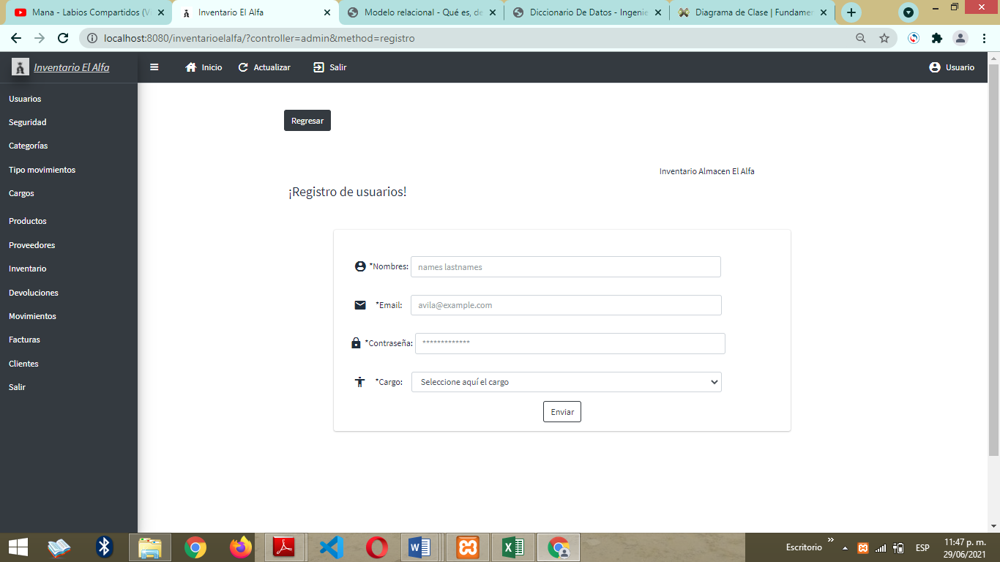 Mana - Labios Compartidos (V
Inventario El Alfa
Modelo relacional - Qué es, de
Diccionario De Datos - Ingenie
Diagrama de Clase | Fundamen
localhost:8080/inventarioelalfa/?controller=admin&method=registro
Inventario El Alfa
Inicio
Actualizar
Salir
Usuario
Usuarios
Seguridad
Categorías
Tipo movimientos
Cargos
Productos
Proveedores
Inventario
Devoluciones
Movimientos
Facturas
Clientes
Salir
Regresar
Inventario Almacen El Alfa
¡Registro de usuarios!
*Nombres: names lastnames
*Email: avila@example.com
*Contraseña: *************
*Cargo: Seleccione aquí el cargo
Enviar
Escritorio
ESP
11:47 p. m.
29/06/2021